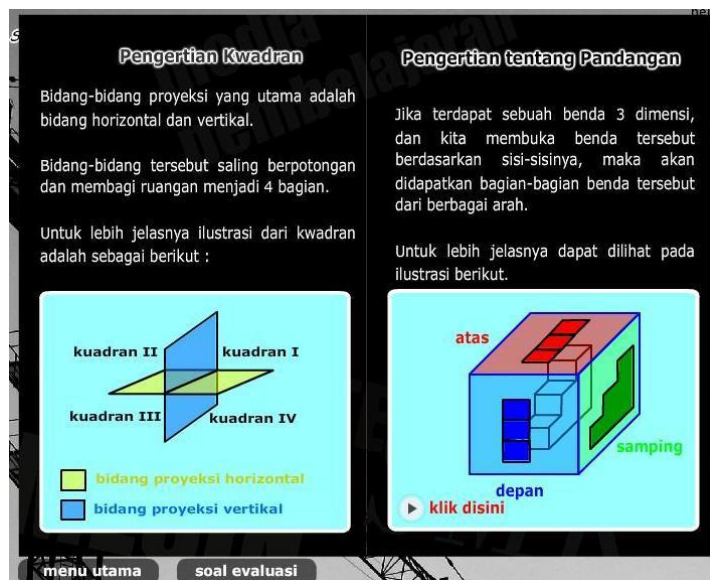 Pengertian Kwadran
Bidang-bidang proyeksi yang utama adalah
bidang horizontal dan vertikal.
Bidang-bidang tersebut saling berpotongan
dan membagi ruangan menjadi 4 bagian.
Untuk lebih jelasnya ilustrasi dari kwadran
adalah sebagai berikut :
kuadran II
kuadran I
kuadran III
kuadran IV
bidang proyeksi horizontal
bidang proyeksi vertikal
Pengertian tentang Pandangan
Jika terdapat sebuah benda 3 dimensi,
dan kita membuka benda tersebut
berdasarkan sisi-sisinya, maka akan
didapatkan bagian-bagian benda tersebut
dari berbagai arah.
Untuk lebih jelasnya dapat dilihat pada
ilustrasi berikut.
atas
samping
depan
klik disini
menu utama
soal evaluasi
media
pembelajaran